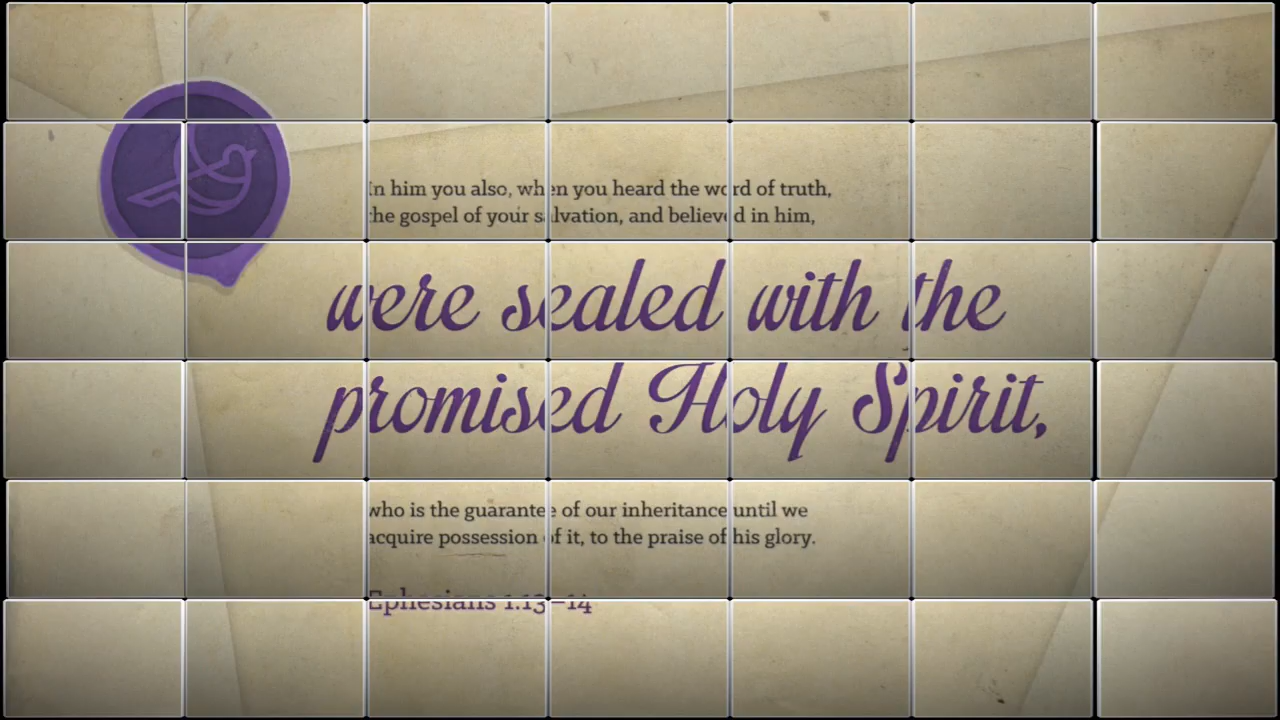 In him you also, when you heard the word of truth,
the gospel of your salvation, and believed in him,
were sealed with the
promised Holy Spirit,
who is the guarantee of our inheritance until we
acquire possession of it, to the praise of his glory.
Ephesians 1:13–14